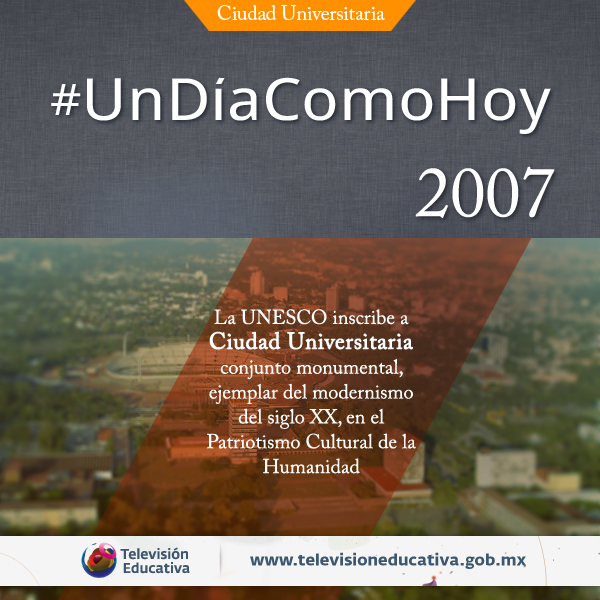 Ciudad Universitaria
#UnDíaComoHoy
2007
La UNESCO inscribe a
Ciudad Universitaria
conjunto monumental,
ejemplar del modernismo
del siglo XX, en el
Patriotismo Cultural de la
Humanidad
Televisión
Educativa
www.televisioneducativa.gob.mx